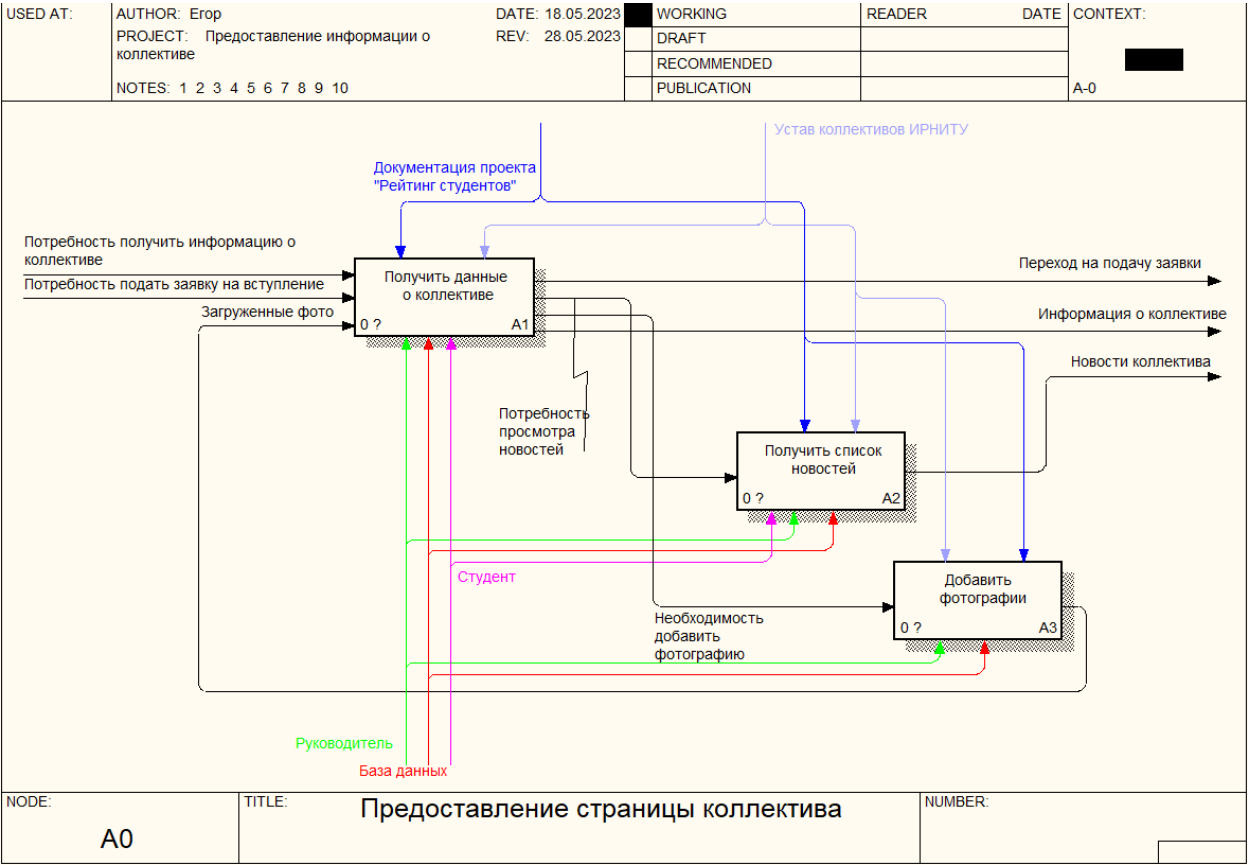 USED AT:
AUTHOR: Егор
DATE: 18.05.2023
WORKING
READER
DATE
CONTEXT:
PROJECT: Предоставление информации о
коллективе
REV: 28.05.2023
DRAFT
RECOMMENDED
NOTES: 1 2 3 4 5 6 7 8 9 10
PUBLICATION
A-0
Устав коллективов ИРНИТУ
Документация проекта
"Рейтинг студентов"
Потребность получить информацию о
коллективе
Потребность подать заявку на вступление
Загруженные фото
Получить данные
о коллективе
0 ?
A1
Переход на подачу заявки
Информация о коллективе
Новости коллектива
Потребность
просмотра
новостей
Получить список
новостей
0 ?
A2
Студент
Добавить
фотографии
0 ?
A3
Необходимость
добавить
фотографию
Руководитель
База данных
NODE:
A0
TITLE:
Предоставление страницы коллектива
NUMBER: